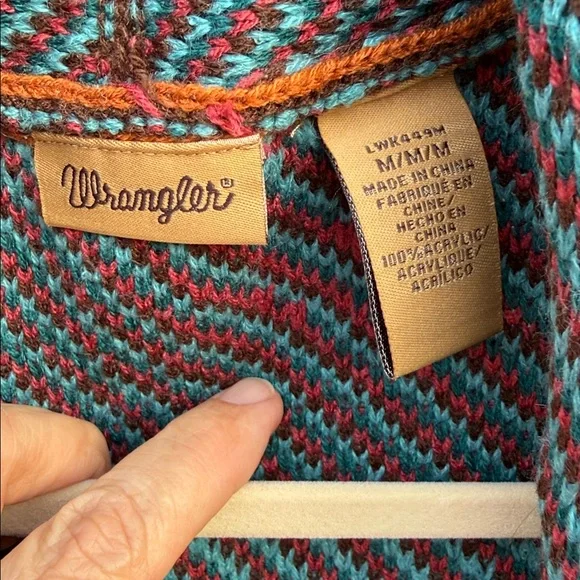 Wrangler®
LWK449M
M/M/M
MADE IN CHINA
FABRIQUÉ EN
CHINE/
HECHO EN
CHINA
100% ACRYLIC/
ACRYLIQUE/
ACRÍLICO